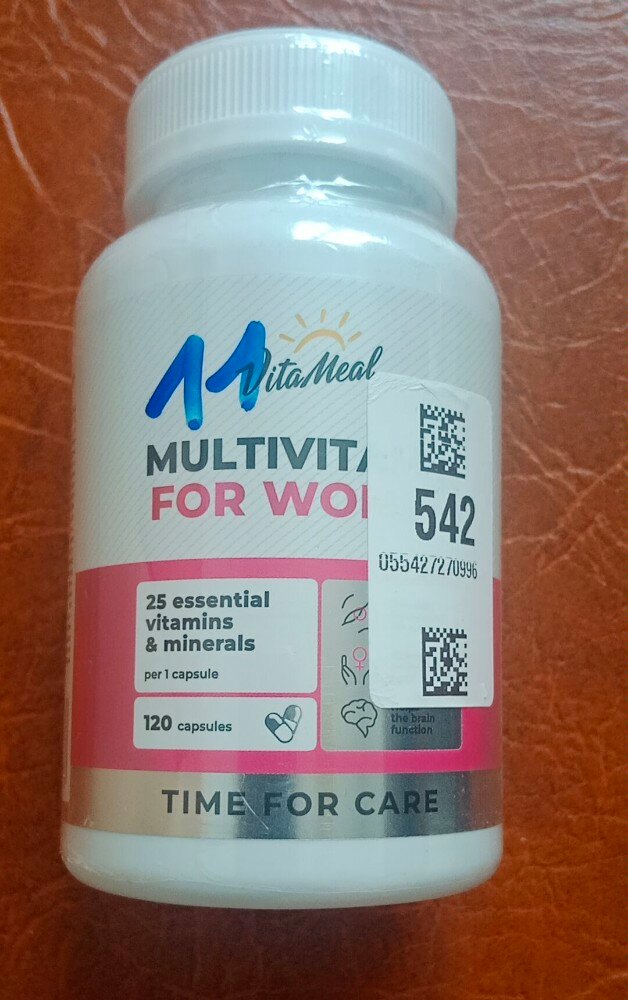 11
VitaMeal
MULTIVITA
FOR WO
542
055427270996
25 essential
vitamins
& minerals
per 1 capsule
120 capsules
the brain
function
TIME FOR CARE